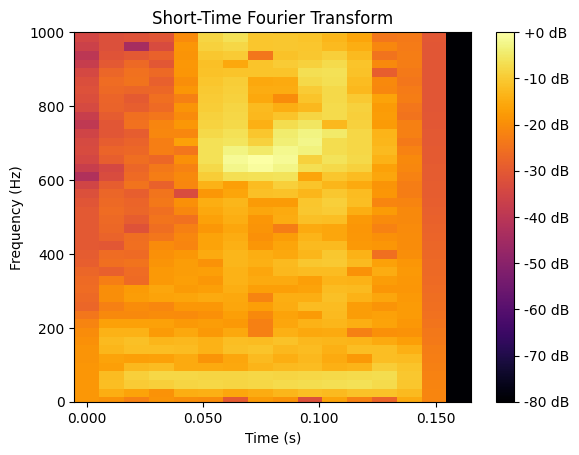 Short-Time Fourier Transform
1000
800
600
400
200
0
Frequency (Hz)
0.000
0.050
0.100
0.150
Time (s)
+0 dB
-10 dB
-20 dB
-30 dB
-40 dB
-50 dB
-60 dB
-70 dB
-80 dB